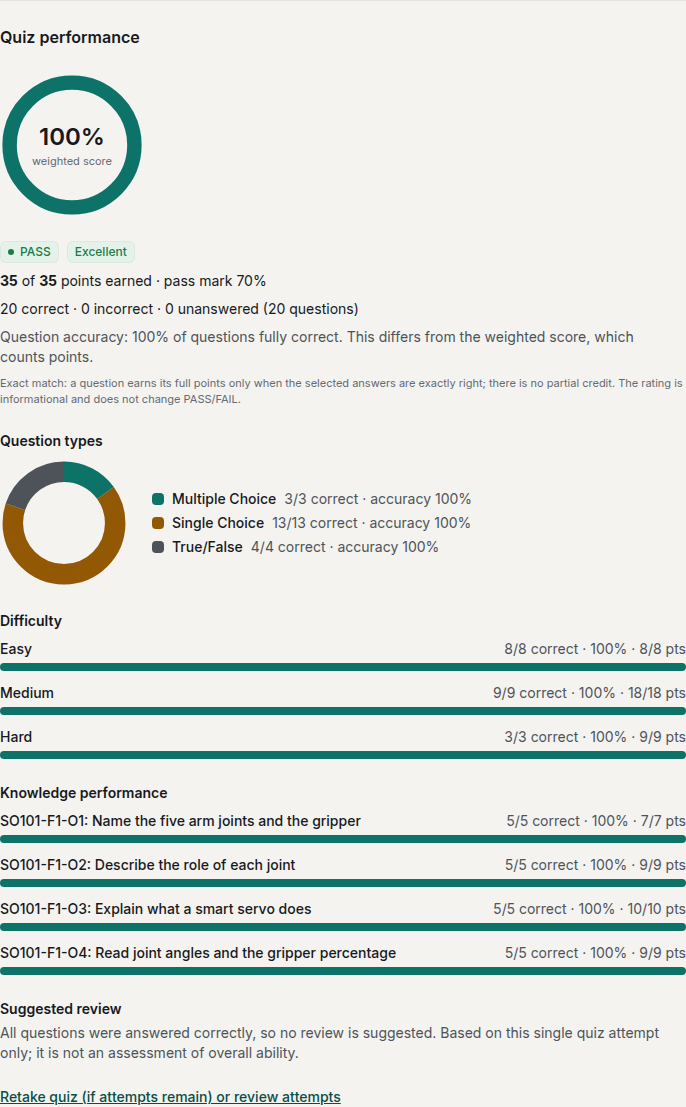 Quiz performance
100%
weighted score
PASS Excellent
35 of 35 points earned · pass mark 70%
20 correct · 0 incorrect · 0 unanswered (20 questions)
Question accuracy: 100% of questions fully correct. This differs from the weighted score, which
counts points.
Exact match: a question earns its full points only when the selected answers are exactly right; there is no partial credit. The rating is
informational and does not change PASS/FAIL.
Question types
Multiple Choice 3/3 correct · accuracy 100%
Single Choice 13/13 correct · accuracy 100%
True/False 4/4 correct · accuracy 100%
Difficulty
Easy 8/8 correct · 100% · 8/8 pts
Medium 9/9 correct · 100% · 18/18 pts
Hard 3/3 correct · 100% · 9/9 pts
Knowledge performance
SO101-F1-O1: Name the five arm joints and the gripper 5/5 correct · 100% · 7/7 pts
SO101-F1-O2: Describe the role of each joint 5/5 correct · 100% · 9/9 pts
SO101-F1-O3: Explain what a smart servo does 5/5 correct · 100% · 10/10 pts
SO101-F1-O4: Read joint angles and the gripper percentage 5/5 correct · 100% · 9/9 pts
Suggested review
All questions were answered correctly, so no review is suggested. Based on this single quiz attempt
only; it is not an assessment of overall ability.
Retake quiz (if attempts remain) or review attempts